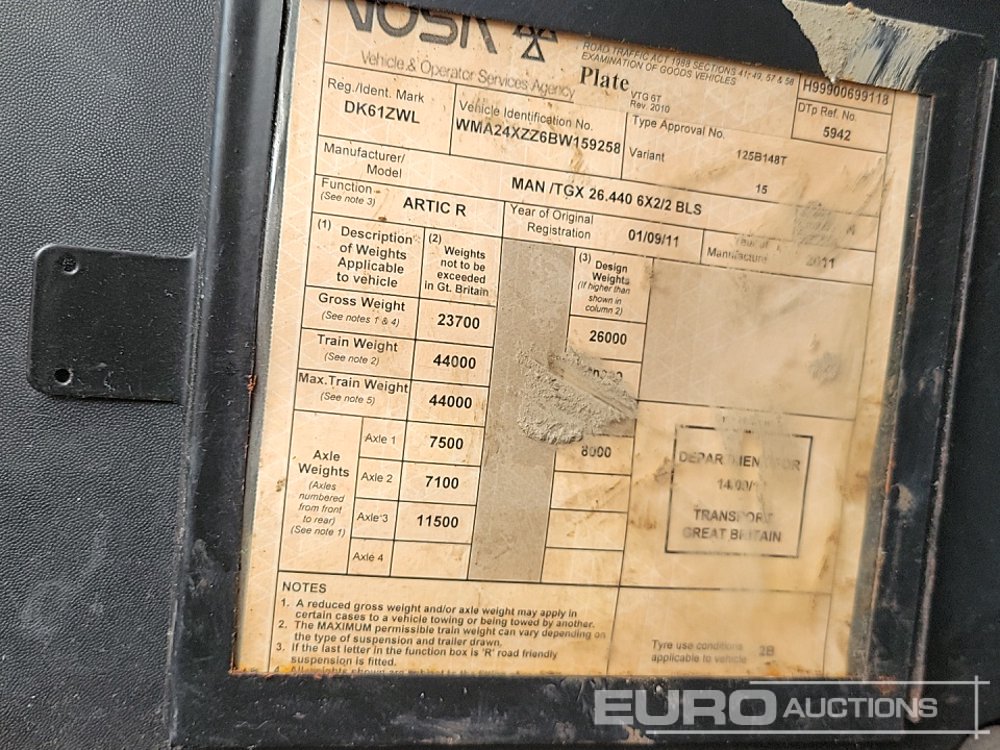 VOSA
Vehicle & Operator Services Agency
Plate
VTG 6T
Rev. 2010
ROAD TRAFFIC ACT 1988 SECTIONS 41, 49, 57 & 58
EXAMINATION OF GOODS VEHICLES
H99900699118
DTp Ref. No.
5942
Reg./Ident. Mark
DK61ZWL
Vehicle Identification No.
WMA24XZZ6BW159258
Type Approval No.
125B148T
Variant
15
Manufacturer/
Model
MAN /TGX 26.440 6X2/2 BLS
Function
(See note 3)
ARTIC R
Year of Original
Registration
01/09/11
Year of
Manufacture
2011
(1) Description
of Weights
Applicable
to vehicle
(2)
Weights
not to be
exceeded
in Gt. Britain
(3) Design
Weights
(If higher than
shown in
column 2)
Gross Weight
(See notes 1 & 4)
23700
26000
Train Weight
(See note 2)
44000
Max.Train Weight
(See note 5)
44000
Axle
Weights
(Axles
numbered
from front
to rear)
(See note 1)
Axle 1
7500
8000
Axle 2
7100
Axle 3
11500
Axle 4
TRANSPORT
GREAT BRITAIN
NOTES
1. A reduced gross weight and/or axle weight may apply in
certain cases to a vehicle towing or being towed by another.
2. The MAXIMUM permissible train weight can vary depending on
the type of suspension and trailer drawn.
3. If the last letter in the function box is 'R' road friendly
suspension is fitted.
4. All weights shown are subject to the
Tyre use conditions
applicable to vehicle
2B
EURO AUCTIONS